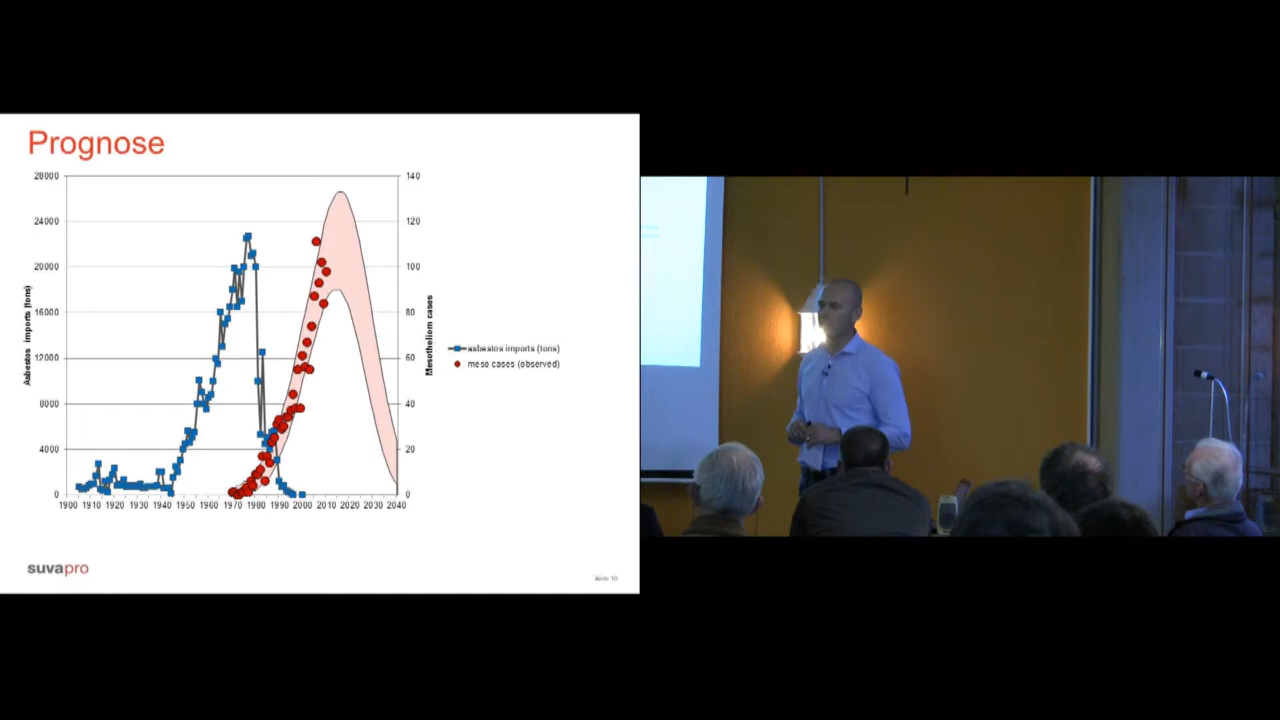 Prognose
28000
24000
20000
16000
12000
8000
4000
0
Asbestos imports (tons)
140
120
100
80
60
40
20
0
Mesotheliom cases
1900 1910 1920 1930 1940 1950 1960 1970 1980 1990 2000 2010 2020 2030 2040
asbestos imports (tons)
meso cases (observed)
suvapro
Seite 10